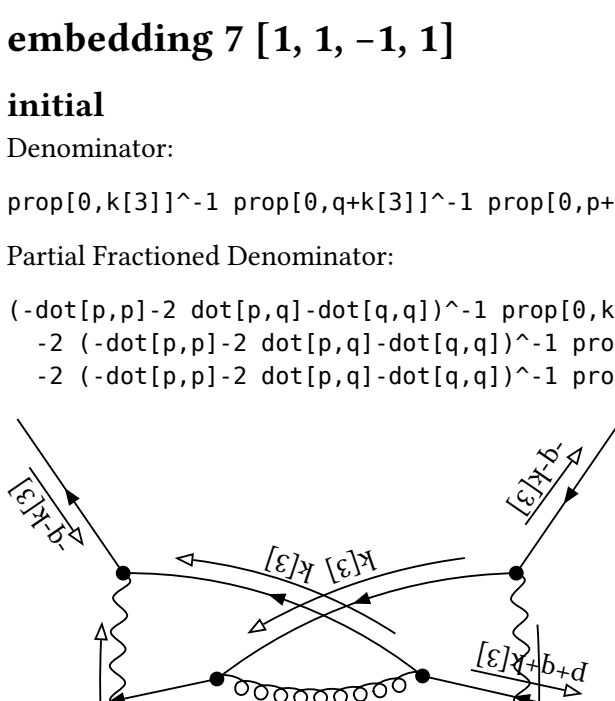 embedding 7 [1, 1, −1, 1]
initial
Denominator:
prop[0,k[3]]^-1 prop[0,q+k[3]]^-1 prop[0,p+
Partial Fractioned Denominator:
(-dot[p,p]-2 dot[p,q]-dot[q,q])^-1 prop[0,k
-2 (-dot[p,p]-2 dot[p,q]-dot[q,q])^-1 pro
-2 (-dot[p,p]-2 dot[p,q]-dot[q,q])^-1 pro
-q-k[3]
-q-k[3]
k[3]
k[3]
p+q+k[3]